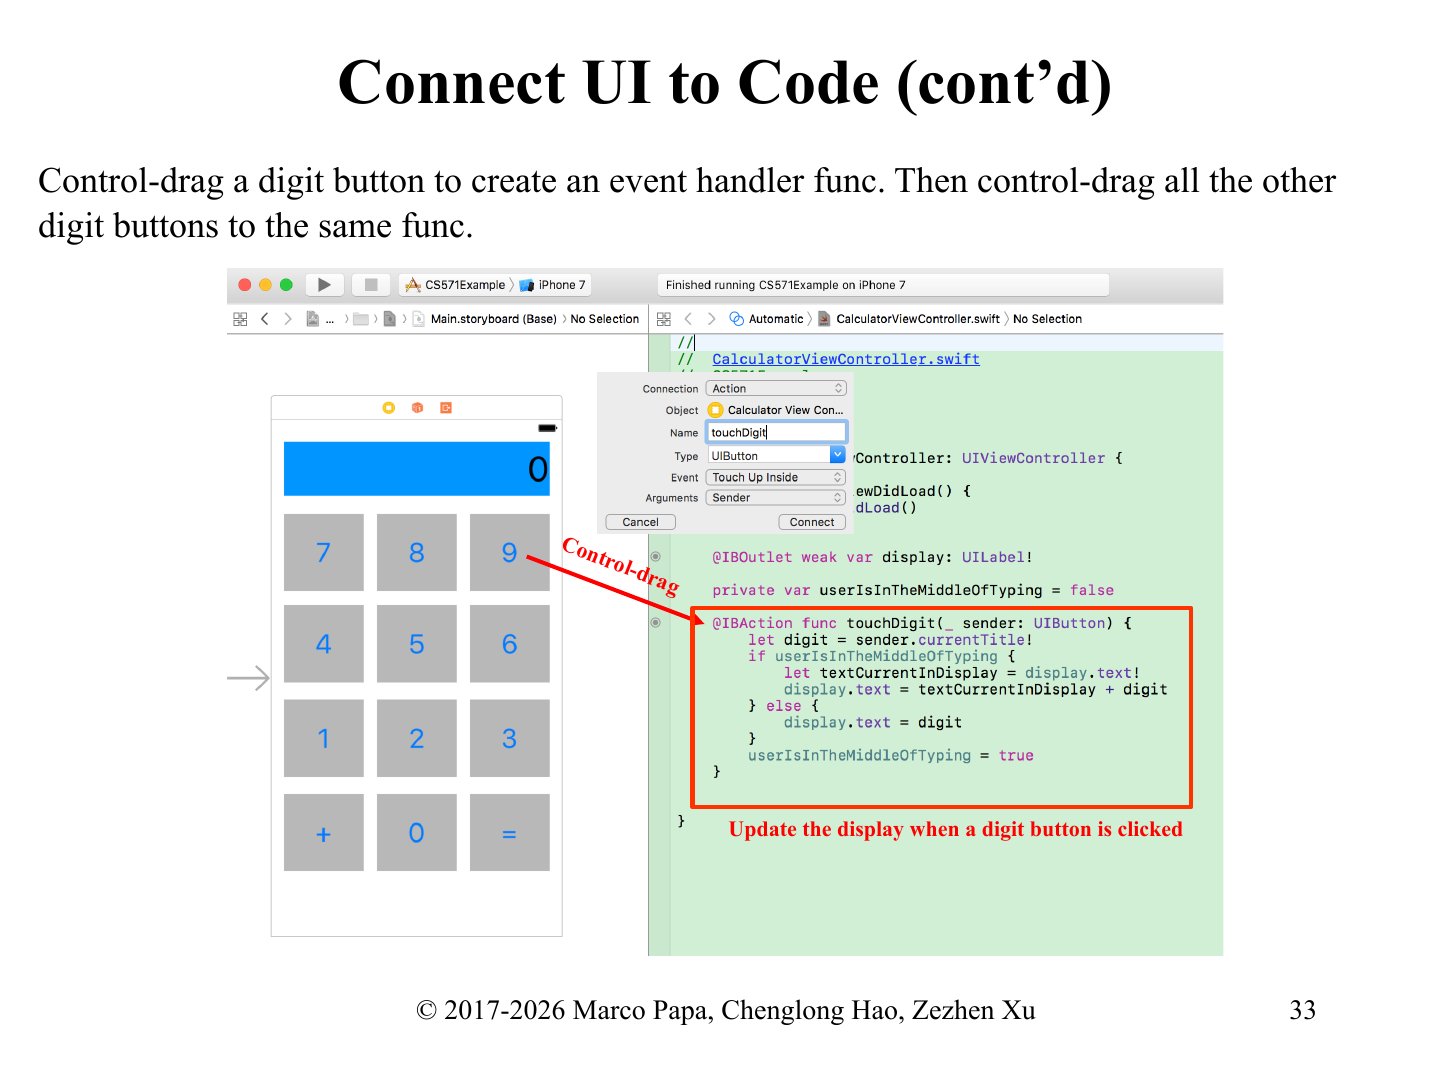 Connect UI to Code (cont’d)
Control-drag a digit button to create an event handler func. Then control-drag all the other
digit buttons to the same func.
CS571Example 〉 iPhone 7
Finished running CS571Example on iPhone 7
... 〉 〉 〉 Main.storyboard (Base) 〉 No Selection
Automatic 〉 CalculatorViewController.swift 〉 No Selection
//
// CalculatorViewController.swift
Connection Action
Object Calculator View Con...
Name touchDigit
Type UIButton
Event Touch Up Inside
Arguments Sender
Cancel Connect
Controller: UIViewController {
ewDidLoad() {
dLoad()
0
7 8 9
4 5 6
1 2 3
+ 0 =
Control-drag
@IBOutlet weak var display: UILabel!
private var userIsInTheMiddleOfTyping = false
@IBAction func touchDigit(_ sender: UIButton) {
let digit = sender.currentTitle!
if userIsInTheMiddleOfTyping {
let textCurrentInDisplay = display.text!
display.text = textCurrentInDisplay + digit
} else {
display.text = digit
}
userIsInTheMiddleOfTyping = true
}
}
Update the display when a digit button is clicked
© 2017-2026 Marco Papa, Chenglong Hao, Zezhen Xu
33